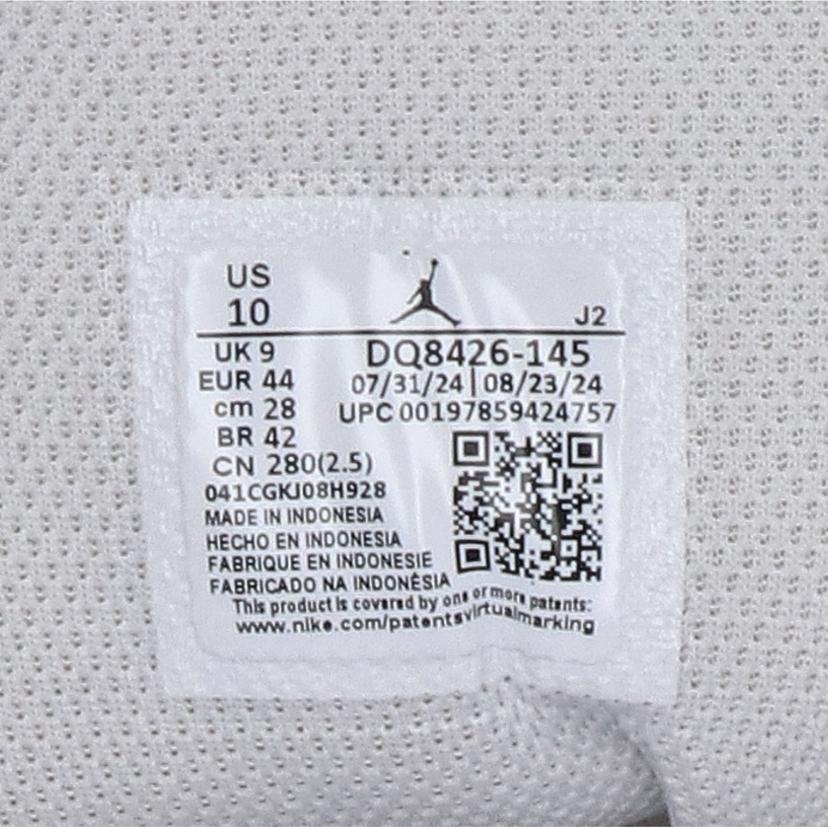 US
10
J2
UK 9
EUR 44
cm 28
BR 42
CN 280(2.5)
DQ8426-145
07/31/24|08/23/24
UPC 00197859424757
041CGKJ08H928
MADE IN INDONESIA
HECHO EN INDONESIA
FABRIQUE EN INDONESIE
FABRICADO NA INDONÉSIA
This product is covered by one or more patents:
www.nike.com/patentsvirtualmarking